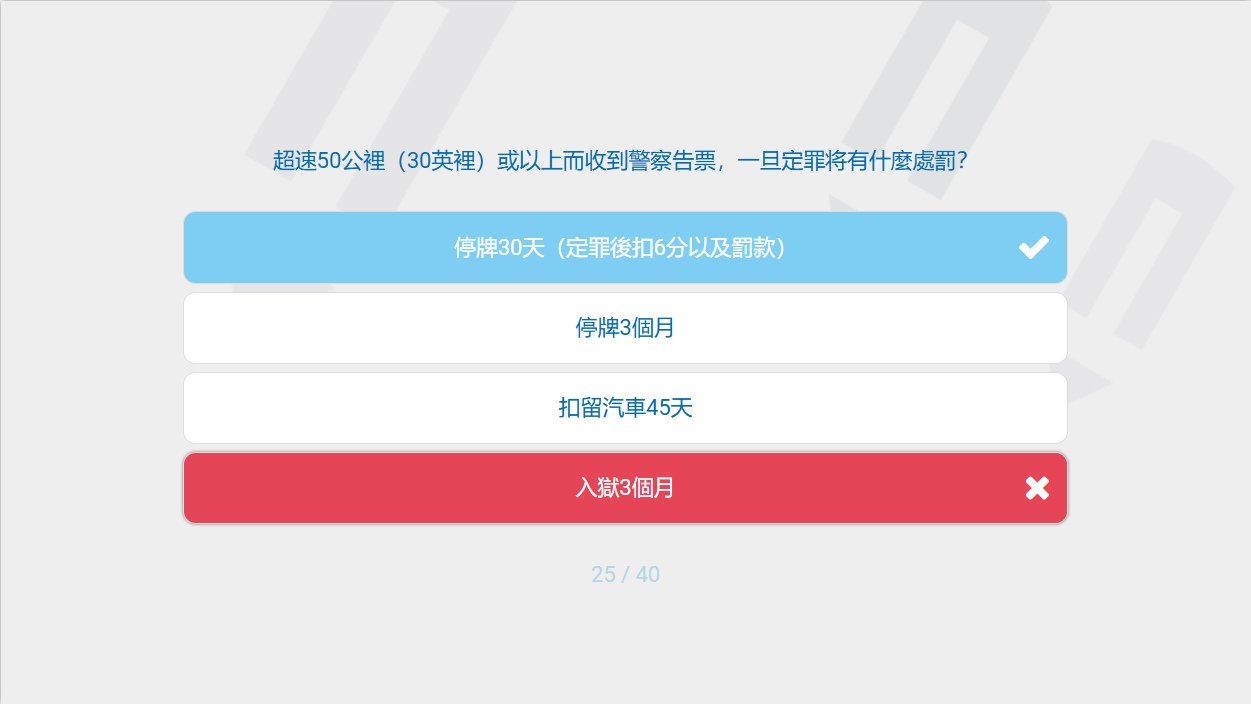 超速50公裡（30英裡）或以上而收到警察告票，一旦定罪将有什麼處罰？
停牌30天（定罪後扣6分以及罰款）
停牌3個月
扣留汽車45天
入獄3個月
25 / 40